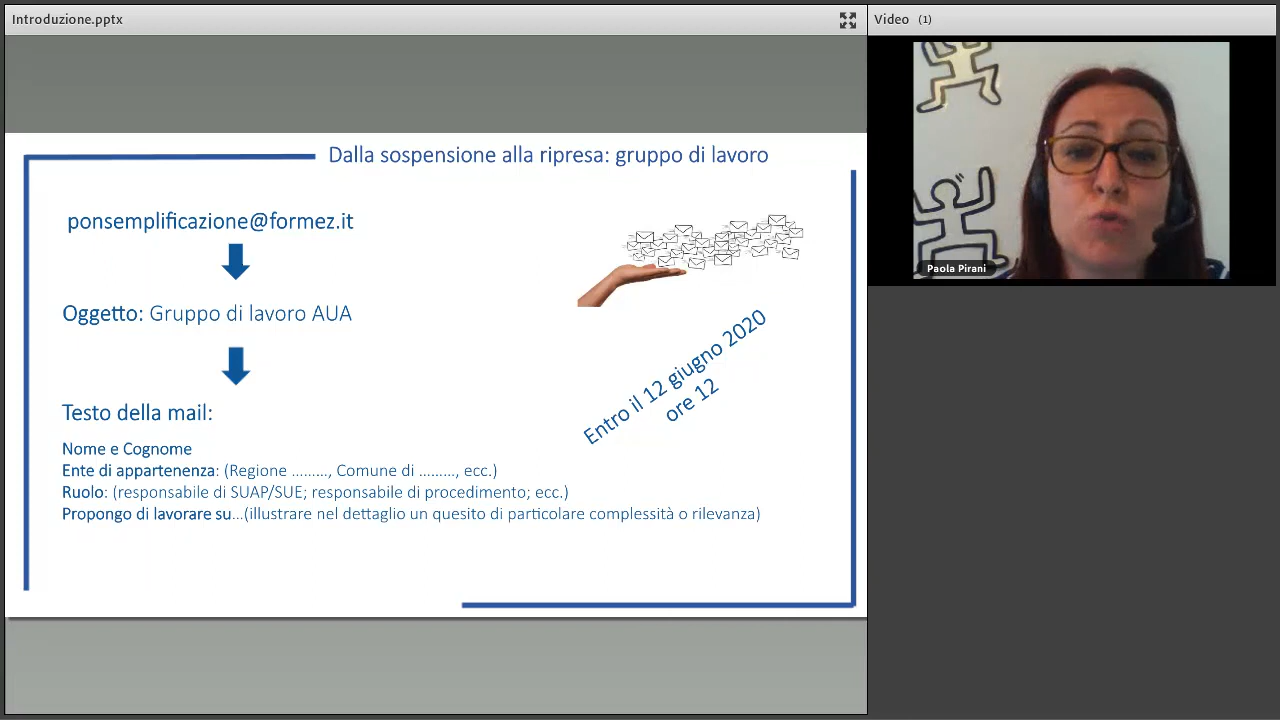 Introduzione.pptx
Video (1)
Dalla sospensione alla ripresa: gruppo di lavoro
ponsemplificazione@formez.it
Oggetto: Gruppo di lavoro AUA
Entro il 12 giugno 2020
ore 12
Testo della mail:
Nome e Cognome
Ente di appartenenza: (Regione ........., Comune di ........., ecc.)
Ruolo: (responsabile di SUAP/SUE; responsabile di procedimento; ecc.)
Propongo di lavorare su...(illustrare nel dettaglio un quesito di particolare complessità o rilevanza)
Paola Pirani